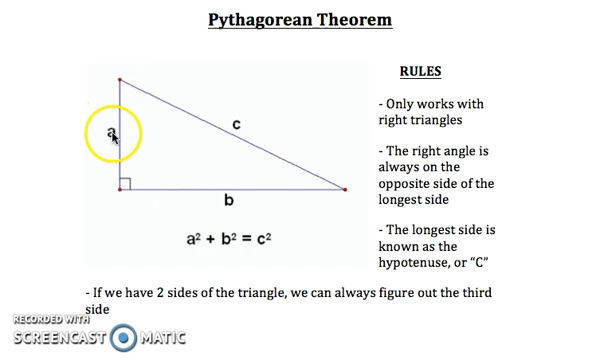 Pythagorean Theorem
RULES
- Only works with
right triangles
- The right angle is
always on the
opposite side of the
longest side
- The longest side is
known as the
hypotenuse, or “C”
a
c
b
a² + b² = c²
- If we have 2 sides of the triangle, we can always figure out the third
side
RECORDED WITH
SCREENCAST MATIC